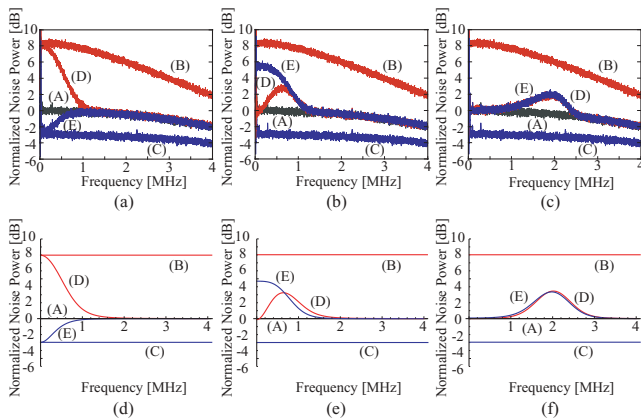 Normalized Noise Power [dB]
10
8
6
4
2
0
-2
-4
-6
0
1
2
3
4
(A)
(B)
(C)
(D)
(E)
Frequency [MHz]
(a)
Normalized Noise Power [dB]
10
8
6
4
2
0
-2
-4
-6
0
1
2
3
4
(A)
(B)
(C)
(D)
(E)
Frequency [MHz]
(b)
Normalized Noise Power [dB]
10
8
6
4
2
0
-2
-4
-6
0
1
2
3
4
(A)
(B)
(C)
(D)
(E)
Frequency [MHz]
(c)
Normalized Noise Power [dB]
10
8
6
4
2
0
-2
-4
-6
1
2
3
4
(A)
(B)
(C)
(D)
(E)
Frequency [MHz]
(d)
Normalized Noise Power [dB]
10
8
6
4
2
0
-2
-4
-6
1
2
3
4
(A)
(B)
(C)
(D)
(E)
Frequency [MHz]
(e)
Normalized Noise Power [dB]
10
8
6
4
2
0
-2
-4
-6
1
2
3
4
(A)
(B)
(C)
(D)
(E)
Frequency [MHz]
(f)